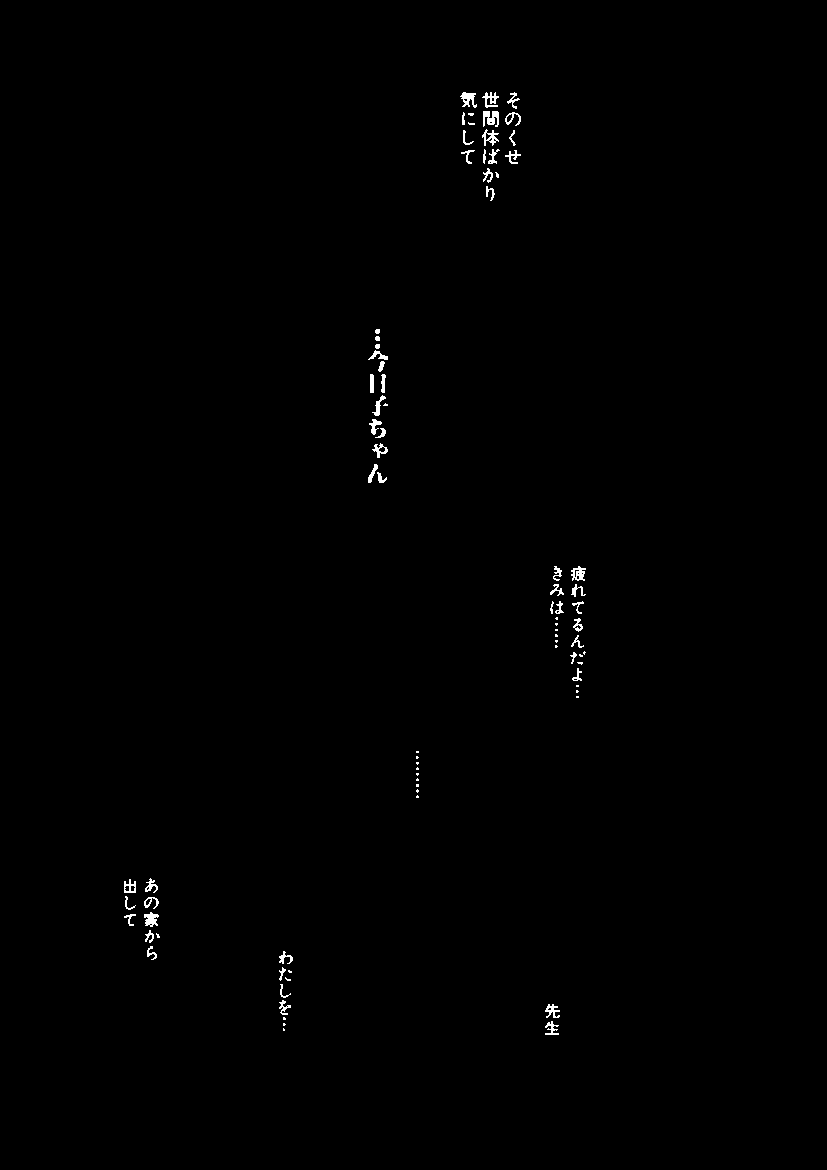 そのくせ
世間体ばかり
気にして
…今日子ちゃん
疲れてるんだよ…
きみは……
………
先生
わたしを…
あの家から
出して